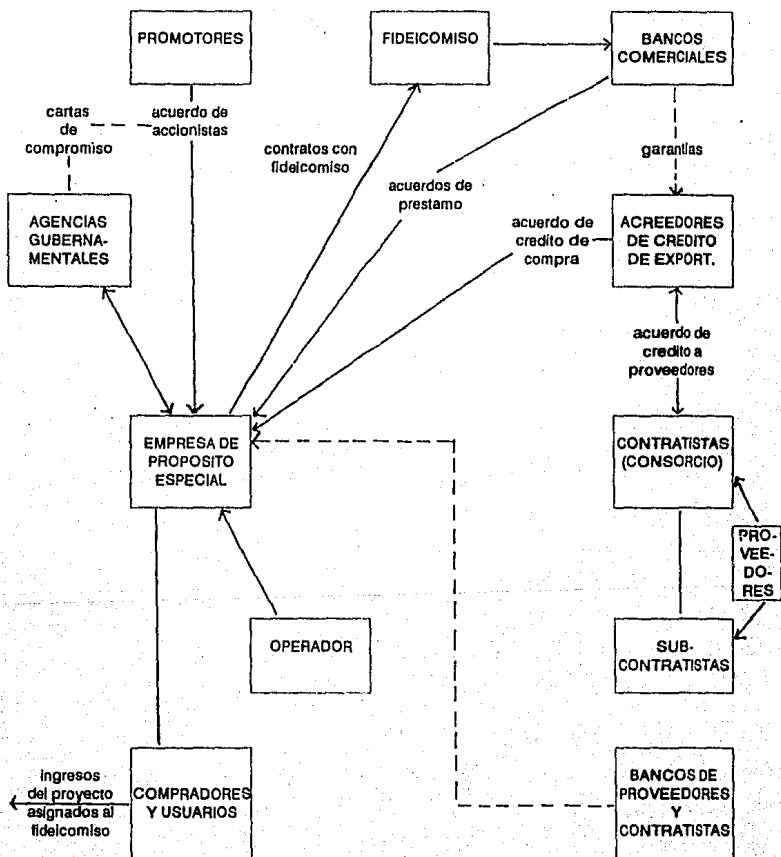 PROMOTORES
FIDEICOMISO
BANCOS
COMERCIALES
cartas
de
compromiso
acuerdo de
accionistas
contratos con
fideicomiso
acuerdos de
prestamo
garantias
AGENCIAS
GUBERNA-
MENTALES
acuerdo de
credito de
compra
ACREEDORES
DE CREDITO
DE EXPORT.
acuerdo de
credito a
proveedores
EMPRESA DE
PROPOSITO
ESPECIAL
CONTRATISTAS
(CONSORCIO)
PRO-
VEE-
DO-
RES
OPERADOR
SUB-
CONTRATISTAS
ingresos
del proyecto
asignados al
fideicomiso
COMPRADORES
Y USUARIOS
BANCOS DE
PROVEEDORES
Y
CONTRATISTAS